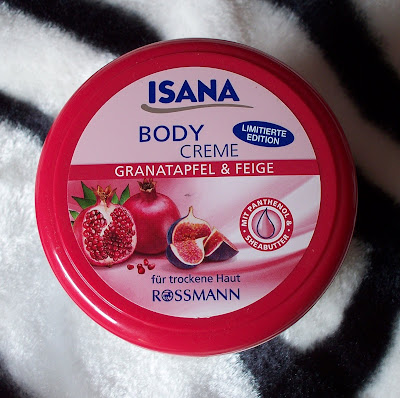 ISANA
BODY
CREME
LIMITIERTE
EDITION
GRANATAPFEL & FEIGE
MIT PANTHENOL &
SHEABUTTER
für trockene Haut
ROSSMANN